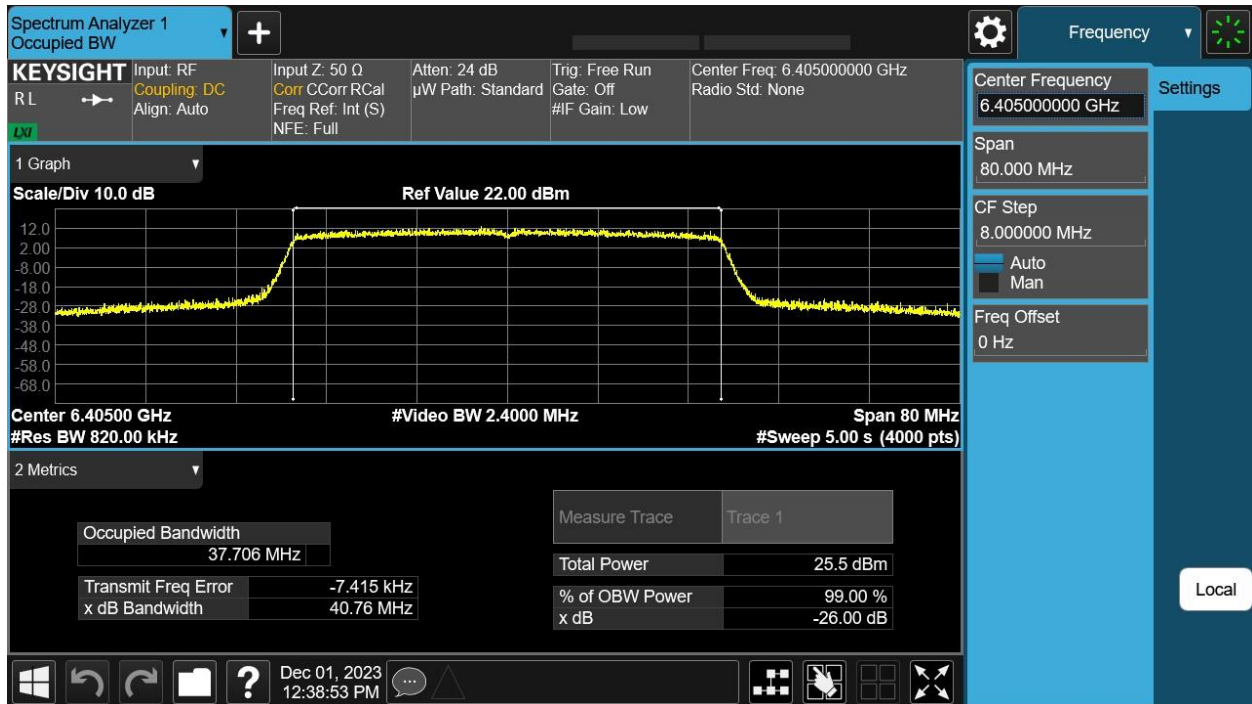 Spectrum Analyzer 1
Occupied BW
+
Frequency
KEYSIGHT
RL
LXI
Input: RF
Coupling: DC
Align: Auto
Input Z: 50 Ω
Corr CCorr RCal
Freq Ref: Int (S)
NFE: Full
Atten: 24 dB
µW Path: Standard
Trig: Free Run
Gate: Off
#IF Gain: Low
Center Freq: 6.405000000 GHz
Radio Std: None
Center Frequency
6.405000000 GHz
Settings
Span
80.000 MHz
CF Step
8.000000 MHz
Auto
Man
Freq Offset
0 Hz
1 Graph
Scale/Div 10.0 dB
Ref Value 22.00 dBm
12.0
2.00
-8.00
-18.0
-28.0
-38.0
-48.0
-58.0
-68.0
Center 6.40500 GHz
#Video BW 2.4000 MHz
Span 80 MHz
#Res BW 820.00 kHz
#Sweep 5.00 s (4000 pts)
2 Metrics
Occupied Bandwidth
37.706 MHz
Transmit Freq Error -7.415 kHz
x dB Bandwidth 40.76 MHz
Measure Trace Trace 1
Total Power 25.5 dBm
% of OBW Power 99.00 %
x dB -26.00 dB
Local
?
Dec 01, 2023
12:38:53 PM